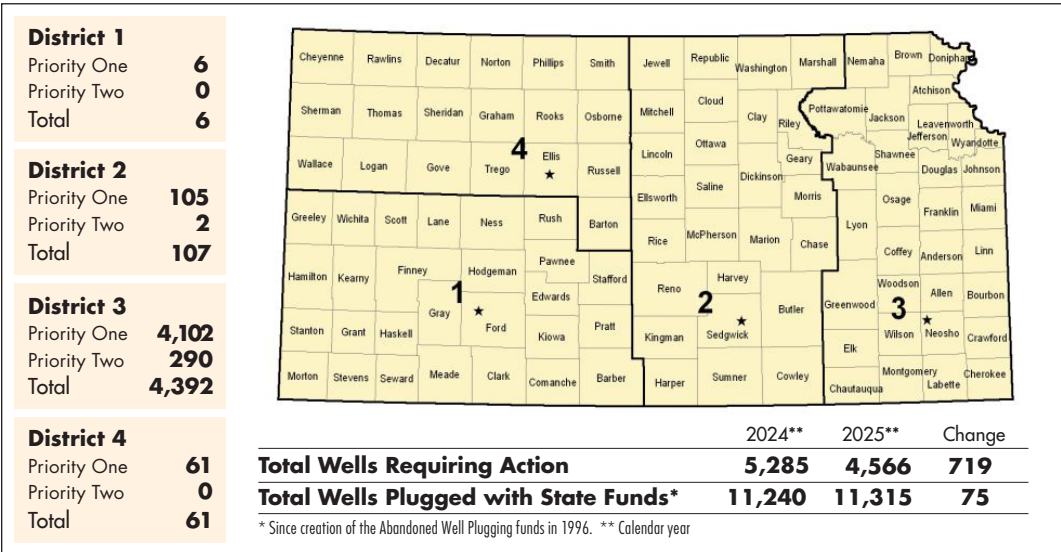 District 1
Priority One 6
Priority Two 0
Total 6
District 2
Priority One 105
Priority Two 2
Total 107
District 3
Priority One 4,102
Priority Two 290
Total 4,392
District 4
Priority One 61
Priority Two 0
Total 61
Cheyenne Rawlins Decatur Norton Phillips Smith Jewell Republic Washington Marshall Nemaha Brown Doniphan
Sherman Thomas Sheridan Graham Rooks Osborne Mitchell Cloud Clay Riley Pottawatomie Jackson Atchison
Leavenworth
Jefferson Wyandotte
Wallace Logan Gove Trego 4 Ellis Russell Lincoln Ottawa Dickinson Geary Wabaunsee Shawnee Douglas Johnson
Ellsworth Saline Morris Osage
Greeley Wichita Scott Lane Ness Rush Barton Rice McPherson Marion Chase Lyon Franklin Miami
Coffey Anderson Linn
Hamilton Kearny Finney Hodgeman Pawnee Stafford Reno Harvey Butler Greenwood Woodson Allen Bourbon
1 Gray Ford Edwards 2 Sedgwick 3
Stanton Grant Haskell Kiowa Pratt Kingman Wilson Neosho Crawford
Elk
Morton Stevens Seward Meade Clark Comanche Barber Harper Sumner Cowley Chautauqua Montgomery Labette Cherokee
2024** 2025** Change
Total Wells Requiring Action 5,285 4,566 719
Total Wells Plugged with State Funds* 11,240 11,315 75
* Since creation of the Abandoned Well Plugging funds in 1996. ** Calendar year